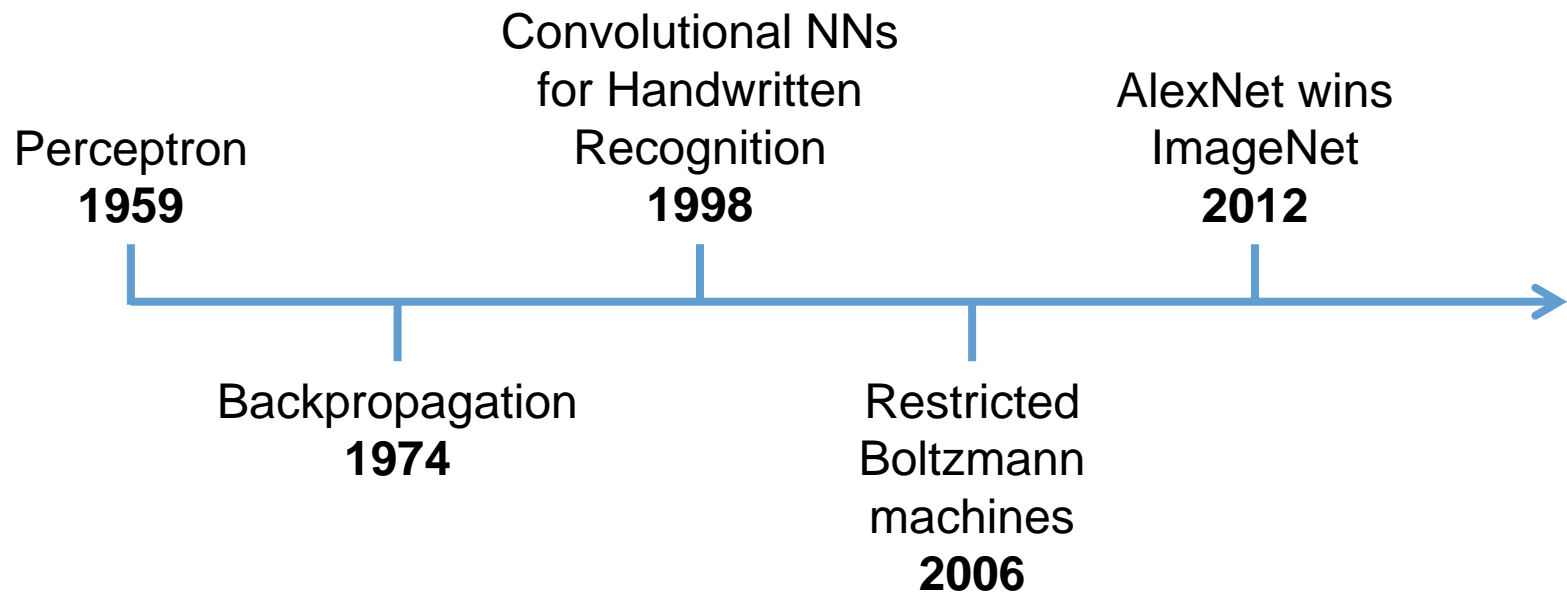 Perceptron
1959
Backpropagation
1974
Convolutional NNs
for Handwritten
Recognition
1998
Restricted
Boltzmann
machines
2006
AlexNet wins
ImageNet
2012